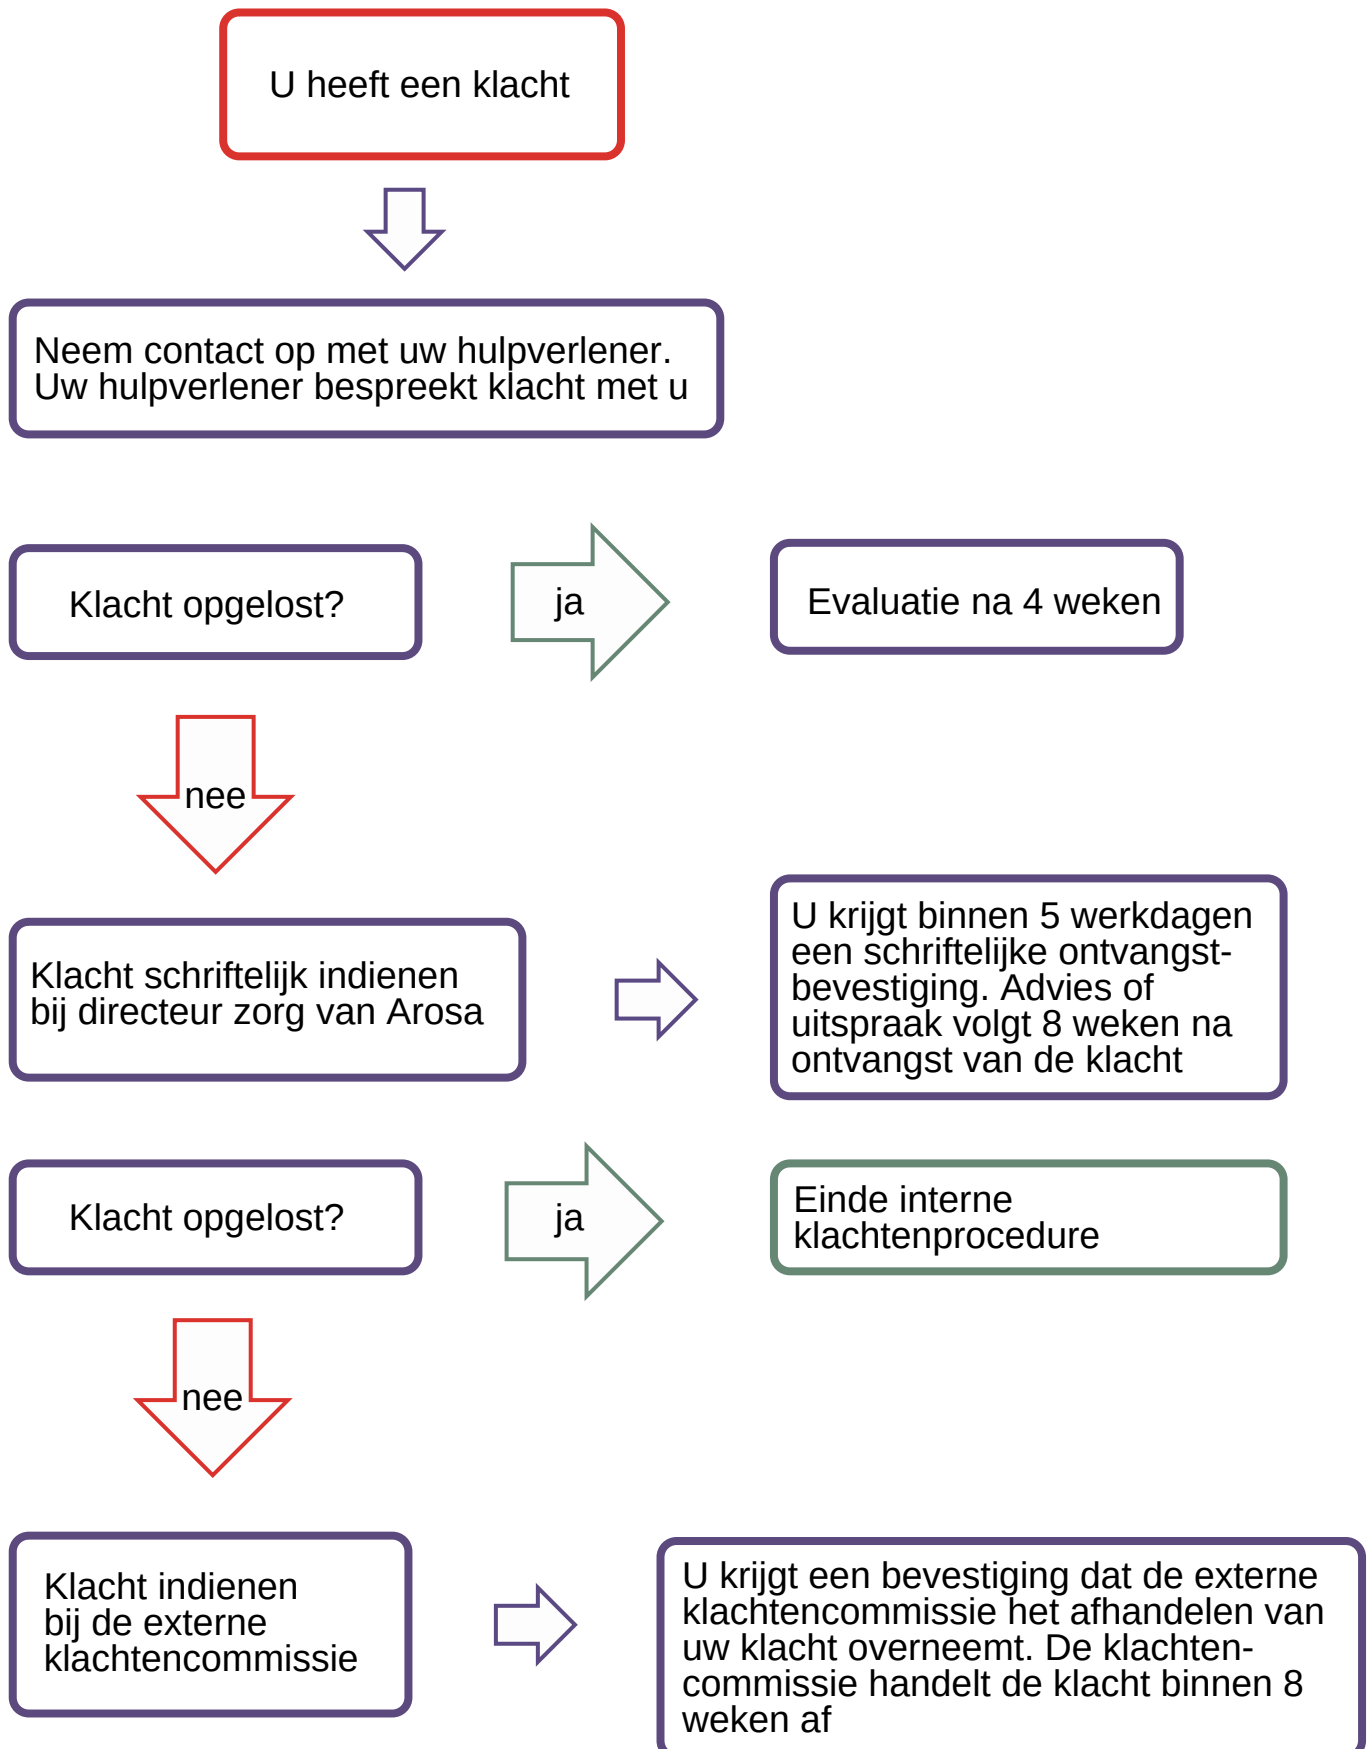 U heeft een klacht
Neem contact op met uw hulpverlener.
Uw hulpverlener bespreekt klacht met u
Klacht opgelost?
ja
Evaluatie na 4 weken
nee
Klacht schriftelijk indienen
bij directeur zorg van Arosa
U krijgt binnen 5 werkdagen
een schriftelijke ontvangst-
bevestiging. Advies of
uitspraak volgt 8 weken na
ontvangst van de klacht
Klacht opgelost?
ja
Einde interne
klachtenprocedure
nee
Klacht indienen
bij de externe
klachtencommissie
U krijgt een bevestiging dat de externe
klachtencommissie het afhandelen van
uw klacht overneemt. De klachten-
commissie handelt de klacht binnen 8
weken af